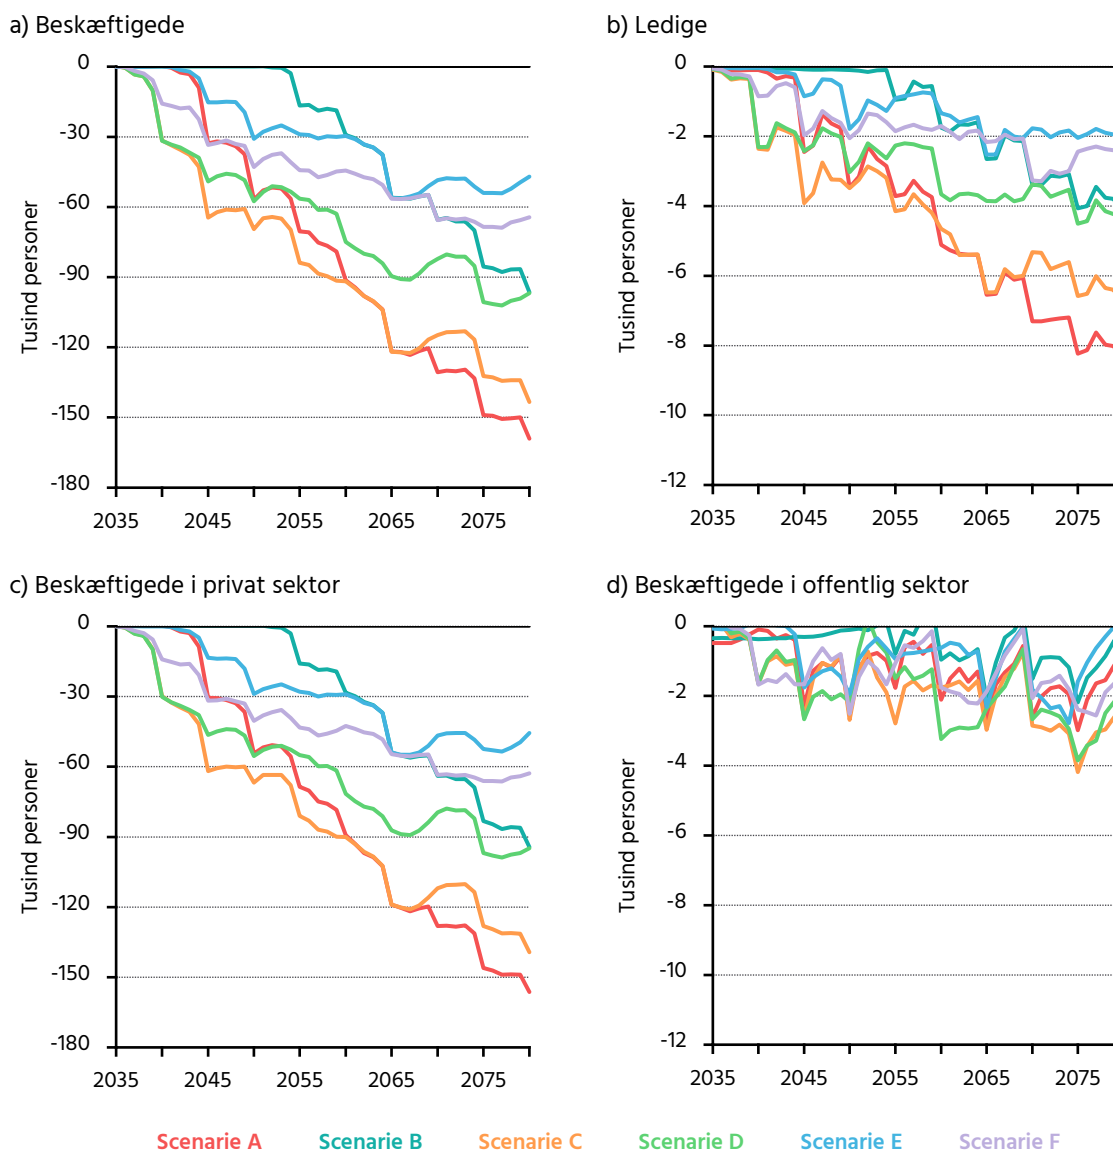 a) Beskæftigede
0
-30
-60
-90
-120
-150
-180
Tusind personer
2035 2045 2055 2065 2075
b) Ledige
0
-2
-4
-6
-8
-10
-12
Tusind personer
2035 2045 2055 2065 2075
c) Beskæftigede i privat sektor
0
-30
-60
-90
-120
-150
-180
Tusind personer
2035 2045 2055 2065 2075
d) Beskæftigede i offentlig sektor
0
-2
-4
-6
-8
-10
-12
Tusind personer
2035 2045 2055 2065 2075
Scenarie A Scenarie B Scenarie C Scenarie D Scenarie E Scenarie F